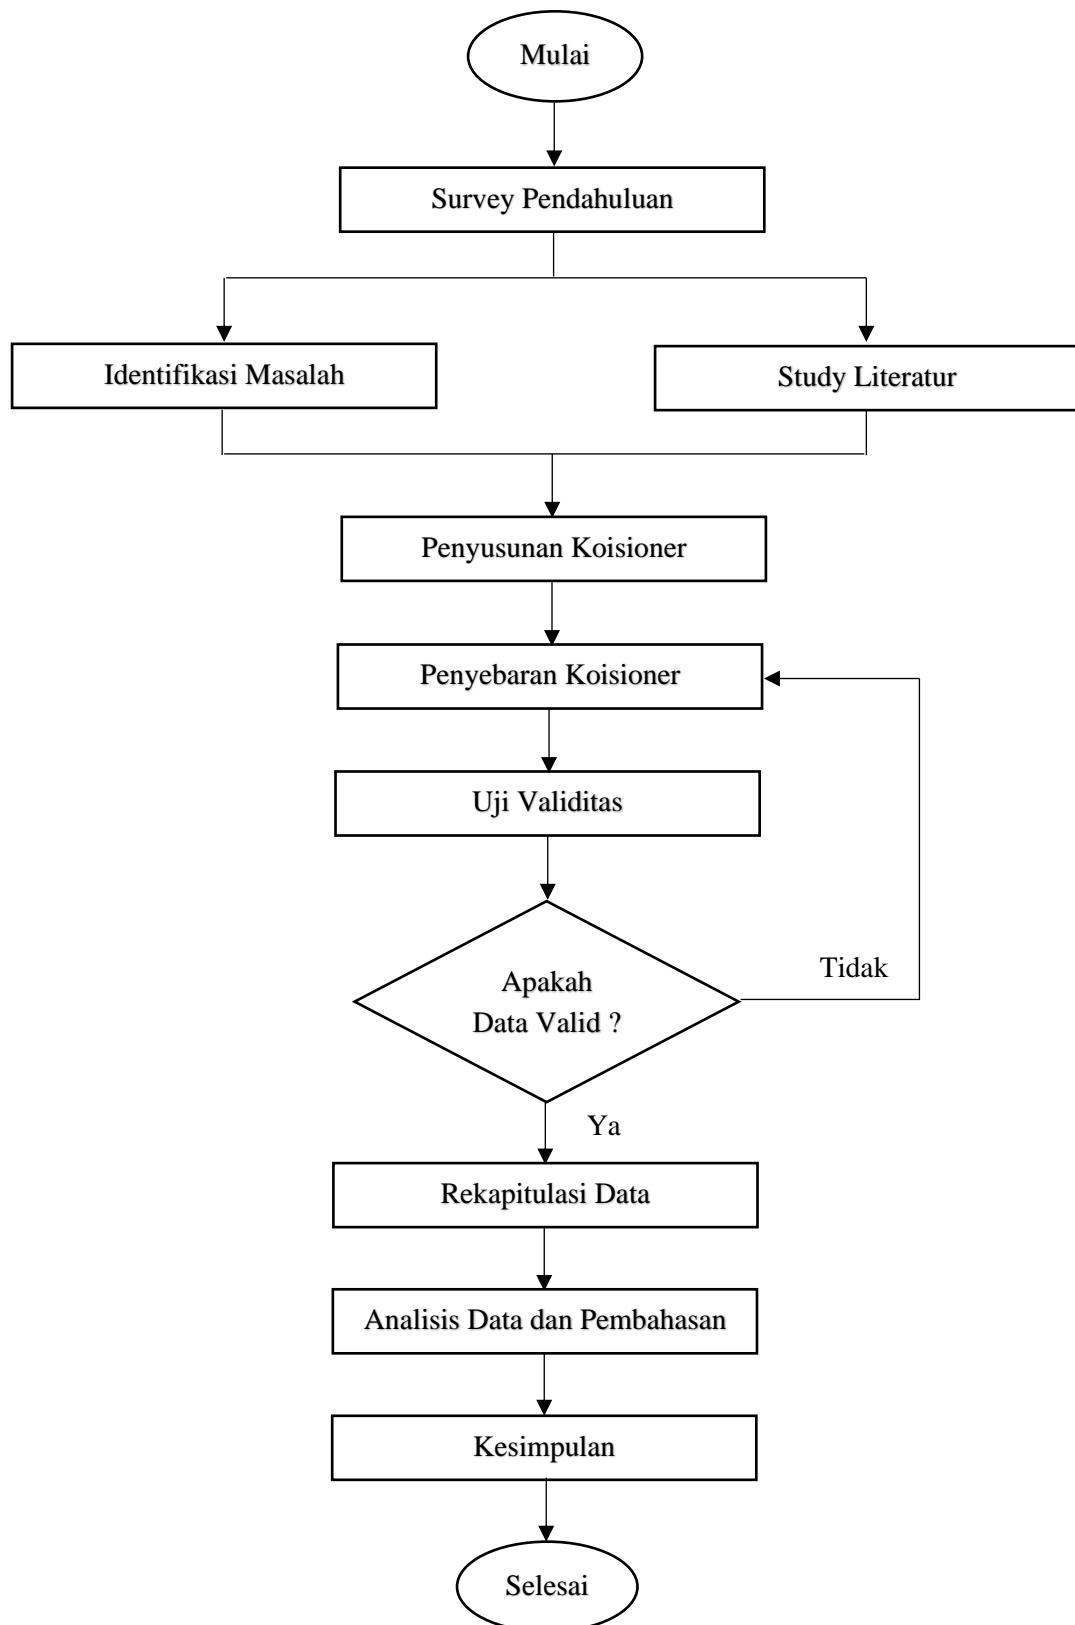 Mulai
Survey Pendahuluan
Identifikasi Masalah
Study Literatur
Penyusunan Koisioner
Penyebaran Koisioner
Uji Validitas
Apakah
Data Valid ?
Tidak
Ya
Rekapitulasi Data
Analisis Data dan Pembahasan
Kesimpulan
Selesai